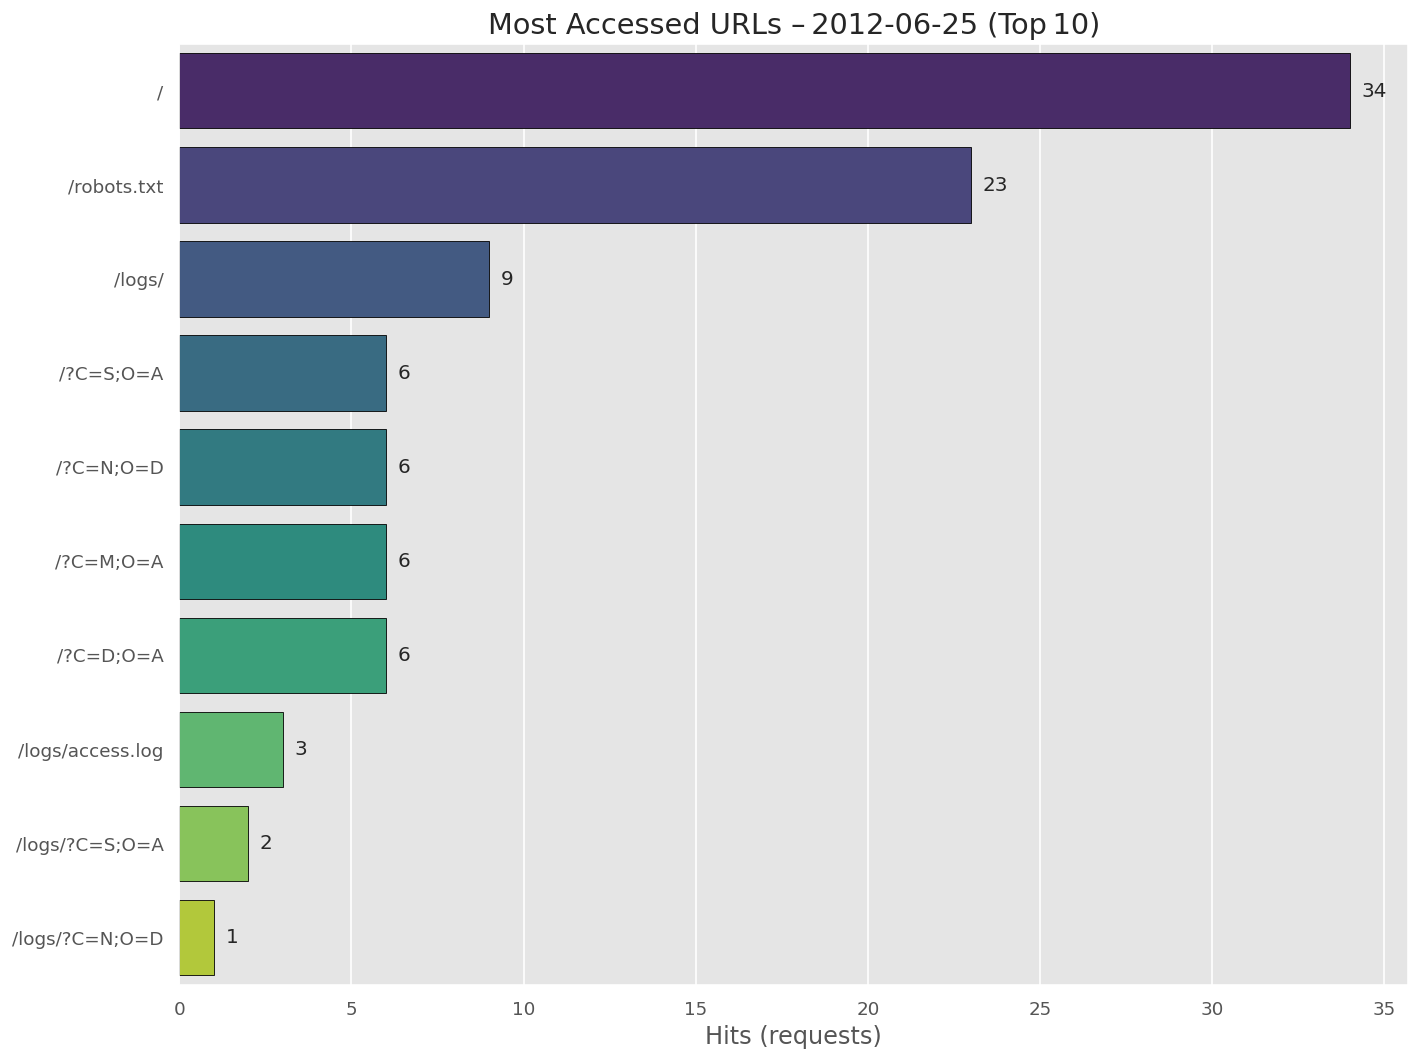 Most Accessed URLs – 2012-06-25 (Top 10)
/
34
/robots.txt
23
/logs/
9
/?C=S;O=A
6
/?C=N;O=D
6
/?C=M;O=A
6
/?C=D;O=A
6
/logs/access.log
3
/logs/?C=S;O=A
2
/logs/?C=N;O=D
1
0 5 10 15 20 25 30 35
Hits (requests)